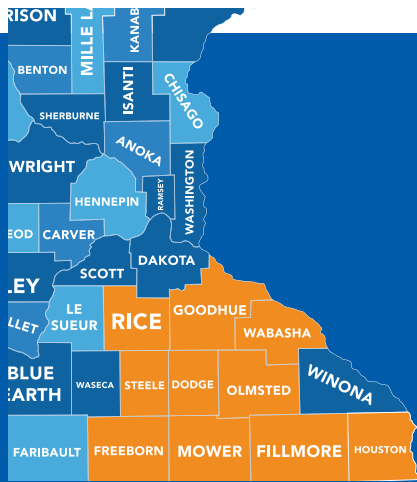 RISON
MILLE LA
KANAB
BENTON
ISANTI
CHISAGO
SHERBURNE
ANOKA
WRIGHT
HENNEPIN
RAMSEY
WASHINGTON
EOD
CARVER
DAKOTA
SCOTT
LEY
LE
SUEUR
LLET
RICE
GOODHUE
WABASHA
BLUE
EARTH
WASECA
STEELE
DODGE
OLMSTED
WINONA
FARIBAULT
FREEBORN
MOWER
FILLMORE
HOUSTON